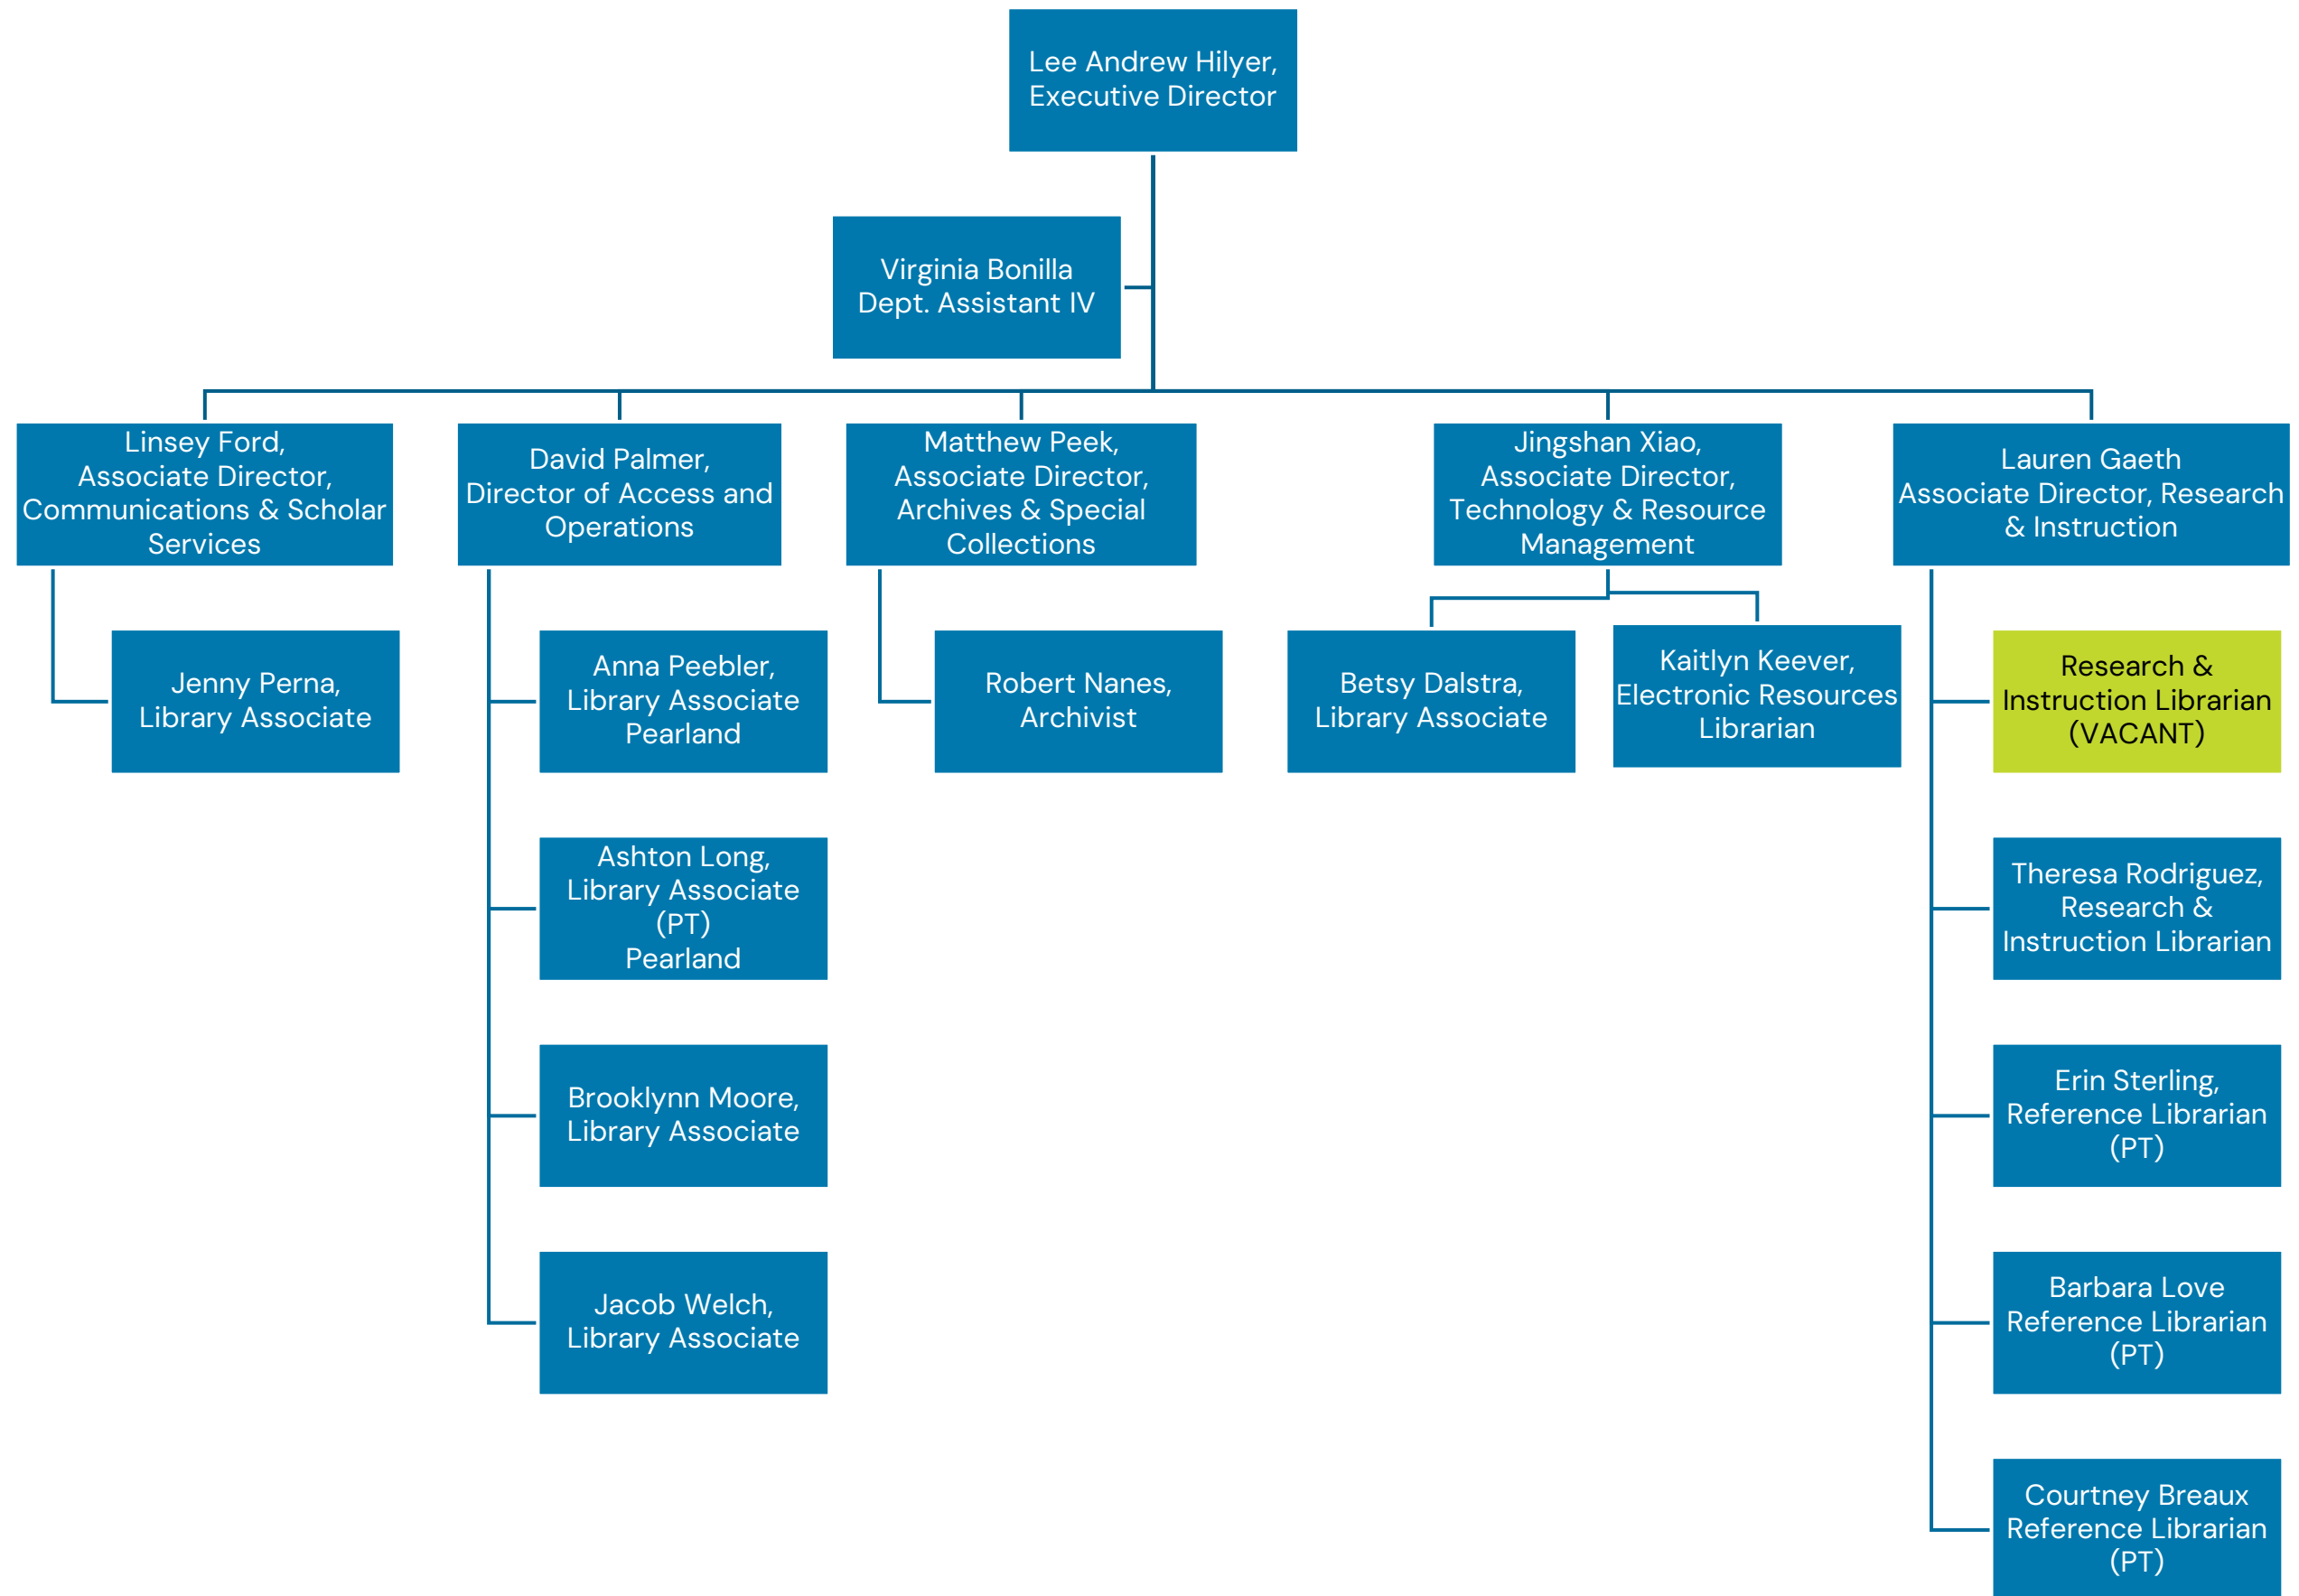 Lee Andrew Hilyer,
Executive Director
Virginia Bonilla
Dept. Assistant IV
Linsey Ford,
Associate Director,
Communications & Scholar
Services
David Palmer,
Director of Access and
Operations
Matthew Peek,
Associate Director,
Archives & Special
Collections
Jingshan Xiao,
Associate Director,
Technology & Resource
Management
Lauren Gaeth
Associate Director, Research
& Instruction
Jenny Perna,
Library Associate
Anna Peebler,
Library Associate
Pearland
Robert Nanes,
Archivist
Betsy Dalstra,
Library Associate
Kaitlyn Keever,
Electronic Resources
Librarian
Research &
Instruction Librarian
(VACANT)
Ashton Long,
Library Associate
(PT)
Pearland
Theresa Rodriguez,
Research &
Instruction Librarian
Brooklynn Moore,
Library Associate
Erin Sterling,
Reference Librarian
(PT)
Jacob Welch,
Library Associate
Barbara Love
Reference Librarian
(PT)
Courtney Breaux
Reference Librarian
(PT)